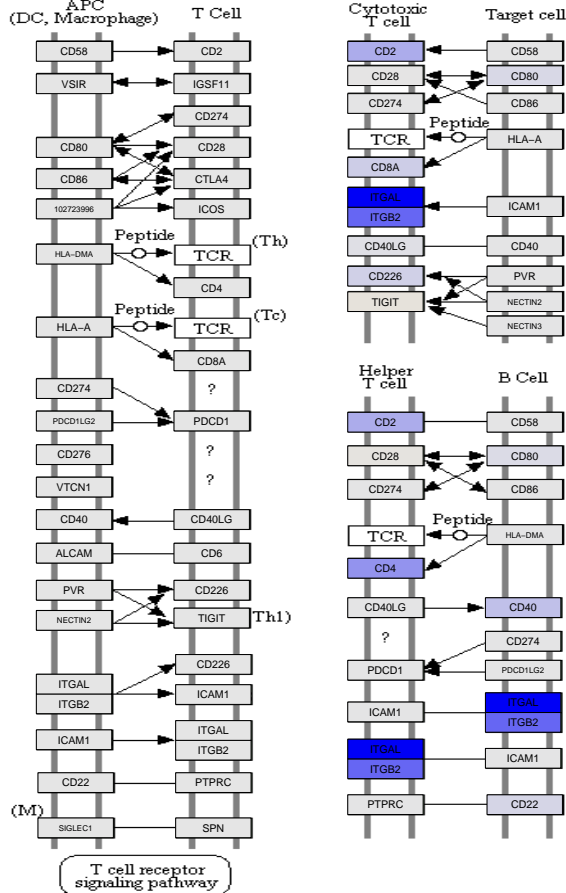 APC
(DC, Macrophage)
T Cell
CD58
CD2
VSIR
IGSF11
CD274
CD80
CD28
CD86
CTLA4
102723996
ICOS
Peptide
(Th)
HLA-DMA
TCR
CD4
Peptide
(Tc)
HLA-A
TCR
CD8A
CD274
?
PDCD1LG2
PDCD1
CD276
?
VTCN1
?
CD40
CD40LG
ALCAM
CD6
PVR
CD226
NECTIN2
TIGIT
Th1)
CD226
ITGAL
ITGB2
ICAM1
ITGAL
ICAM1
ITGB2
CD22
PTPRC
(M)
SIGLEC1
SPN
T cell receptor
signaling pathway
Cytotoxic
T cell
Target cell
CD2
CD58
CD28
CD80
CD274
CD86
Peptide
TCR
HLA-A
CD8A
ITGAL
ITGB2
ICAM1
CD40LG
CD40
CD226
PVR
TIGIT
NECTIN2
NECTIN3
Helper
T cell
B Cell
CD2
CD58
CD28
CD80
CD274
CD86
Peptide
TCR
HLA-DMA
CD4
CD40LG
CD40
?
CD274
PDCD1
PDCD1LG2
ITGAL
ICAM1
ITGB2
ITGAL
ITGB2
ICAM1
PTPRC
CD22